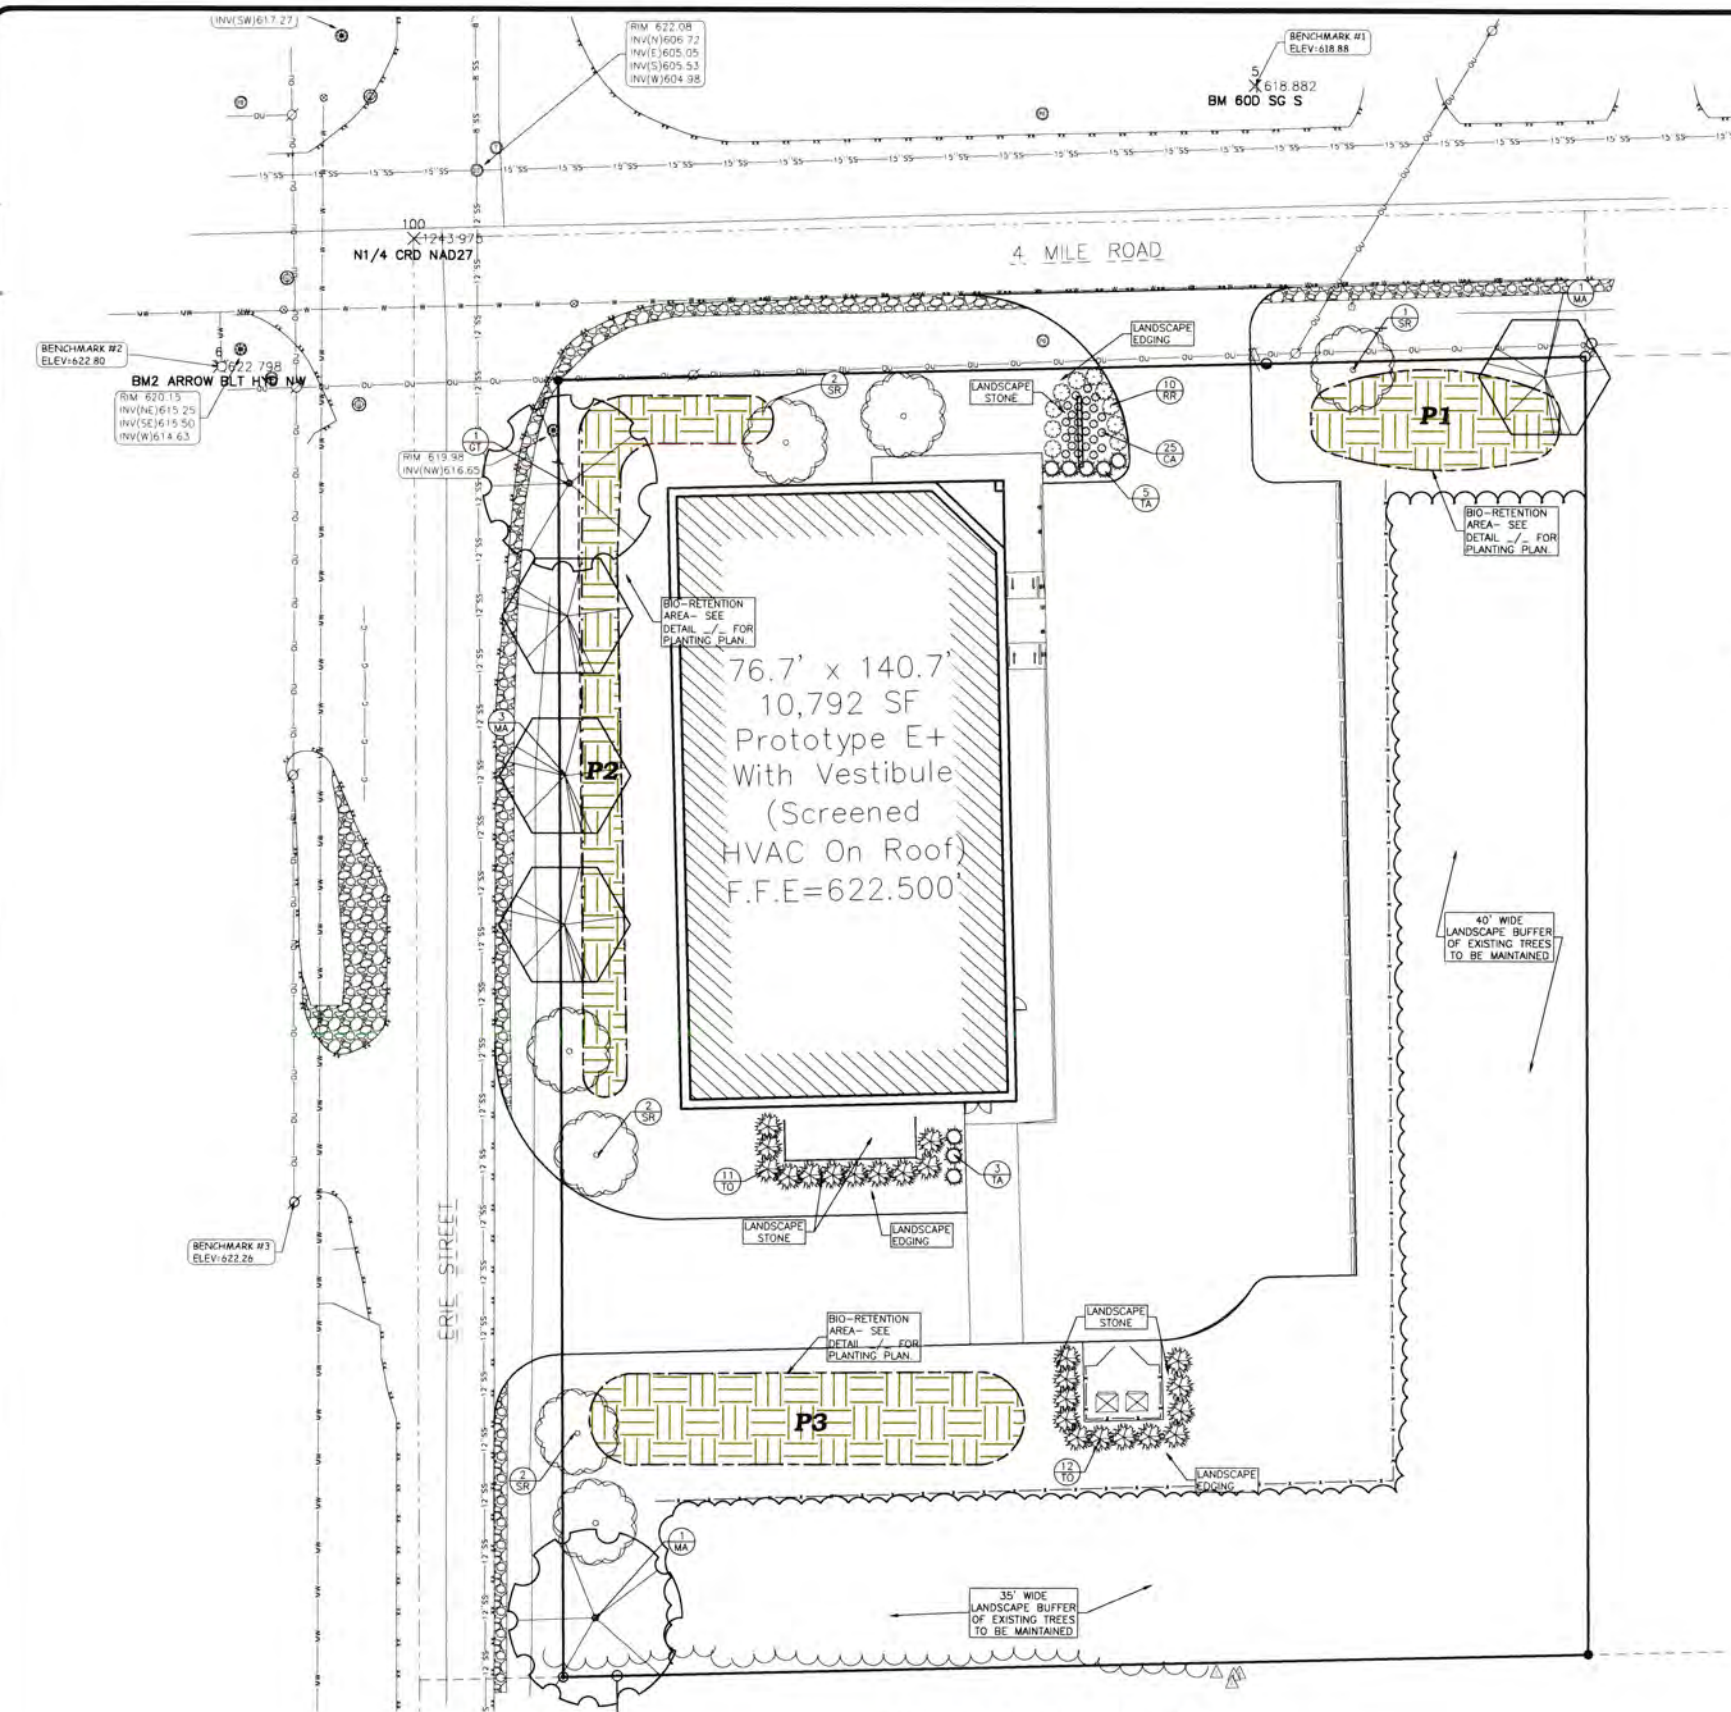 INV(SW)617.27
RIM 622.08
INV(N)606.72
INV(E)605.05
INV(S)605.53
INV(W)604.98
BENCHMARK #1
ELEV:618.88
5
618.882
BM 60D SG S
100
1243.975
N1/4 CRD NAD27
4 MILE ROAD
1
MA
1
SR
BENCHMARK #2
ELEV:622.80
6
622.798
BM2 ARROW BLT HYD NW
RIM 620.15
INV(NE)615.25
INV(SE)615.50
INV(W)614.63
LANDSCAPE
EDGING
LANDSCAPE
STONE
2
SR
10
RR
25
CA
5
TA
P1
1
GT
RIM 619.98
INV(NW)616.65
BIO-RETENTION
AREA- SEE
DETAIL _/_ FOR
PLANTING PLAN.
BIO-RETENTION
AREA- SEE
DETAIL _/_ FOR
PLANTING PLAN.
76.7' x 140.7'
10,792 SF
Prototype E+
With Vestibule
(Screened
HVAC On Roof)
F.F.E=622.500'
3
MA
P2
40' WIDE
LANDSCAPE BUFFER
OF EXISTING TREES
TO BE MAINTAINED
2
SR
11
TO
3
TA
LANDSCAPE
STONE
LANDSCAPE
EDGING
BENCHMARK #3
ELEV:622.26
ERIE STREET
BIO-RETENTION
AREA- SEE
DETAIL _/_ FOR
PLANTING PLAN.
LANDSCAPE
STONE
P3
2
SR
12
TO
LANDSCAPE
EDGING
1
MA
35' WIDE
LANDSCAPE BUFFER
OF EXISTING TREES
TO BE MAINTAINED